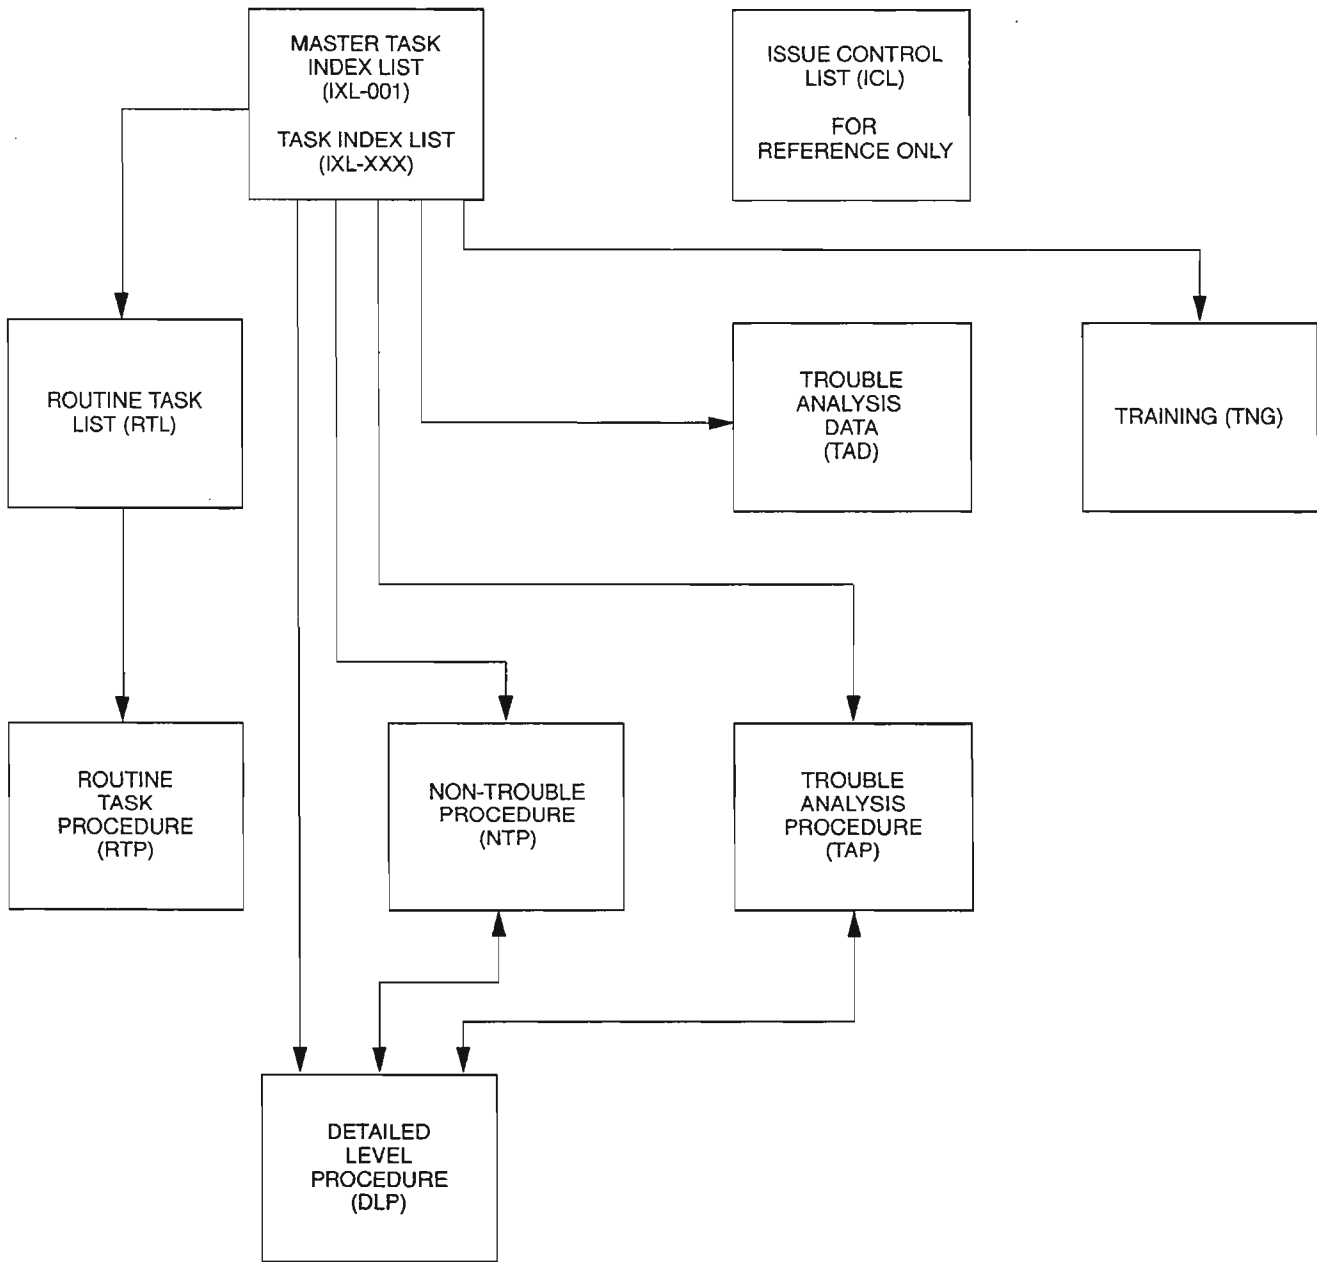 MASTER TASK
INDEX LIST
(IXL-001)
TASK INDEX LIST
(IXL-XXX)
ISSUE CONTROL
LIST (ICL)
FOR
REFERENCE ONLY
ROUTINE TASK
LIST (RTL)
TROUBLE
ANALYSIS
DATA
(TAD)
TRAINING (TNG)
ROUTINE
TASK
PROCEDURE
(RTP)
NON-TROUBLE
PROCEDURE
(NTP)
TROUBLE
ANALYSIS
PROCEDURE
(TAP)
DETAILED
LEVEL
PROCEDURE
(DLP)